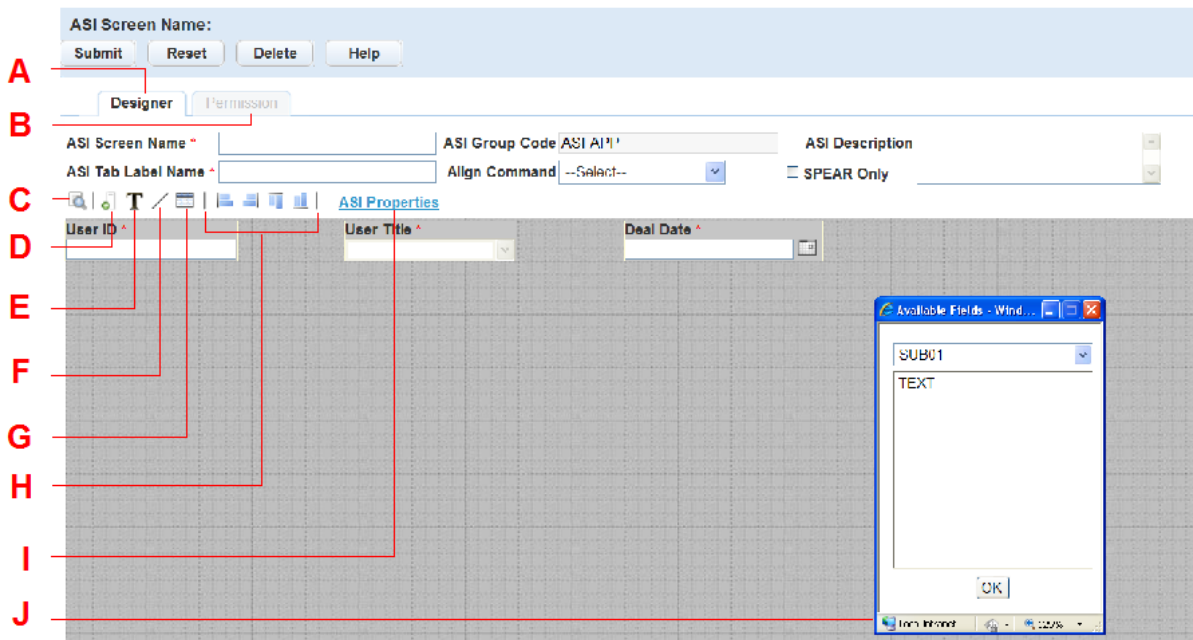 ASI Screen Name:
Submit Reset Delete Help
A
Designer Permission
B
ASI Screen Name * ASI Group Code ASI APP ASI Description
ASI Tab Label Name * Align Command --Select-- SPEAR Only
C
T ASI Properties
User ID * User Title * Deal Date *
D
E
Available Fields - Wind...
SUB01
F
TEXT
G
H
I
OK
J